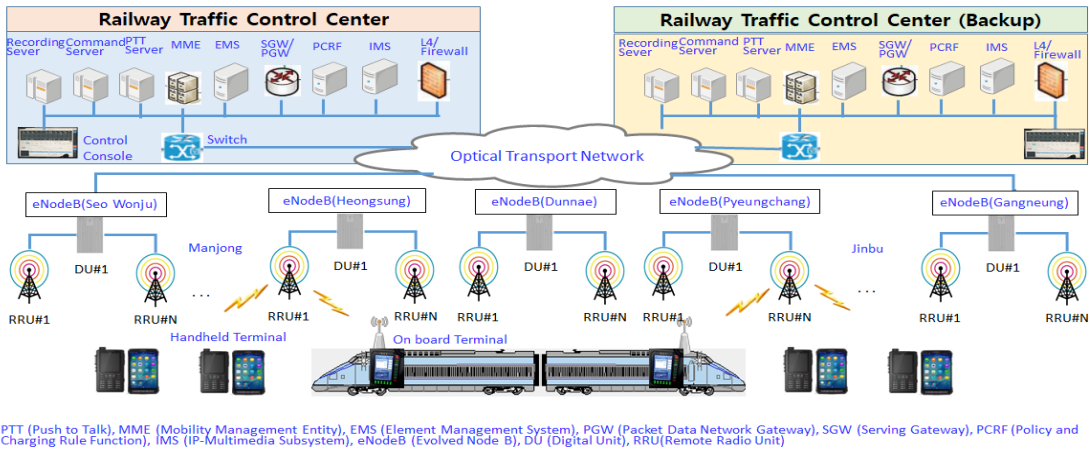 Railway Traffic Control Center
Recording Sever
Command Server
PTT Server
MME
EMS
SGW/ PGW
PCRF
IMS
L4/ Firewall
Control Console
Switch
Railway Traffic Control Center (Backup)
Recording Sever
Command Server
PTT Server
MME
EMS
SGW/ PGW
PCRF
IMS
L4/ Firewall
Optical Transport Network
eNodeB(Seo Wonju)
eNodeB(Heongsung)
eNodeB(Dunnae)
eNodeB(Pyeungchang)
eNodeB(Gangneung)
Manjong
Jinbu
DU#1
DU#1
DU#1
DU#1
DU#1
...
...
RRU#1
RRU#N
RRU#1
RRU#N
RRU#1
RRU#N
RRU#1
RRU#N
RRU#1
RRU#N
Handheld Terminal
On board Terminal
PTT (Push to Talk), MME (Mobility Management Entity), EMS (Element Management System), PGW (Packet Data Network Gateway), SGW (Serving Gateway), PCRF (Policy and
Charging Rule Function), IMS (IP-Multimedia Subsystem), eNodeB (Evolved Node B), DU (Digital Unit), RRU(Remote Radio Unit)